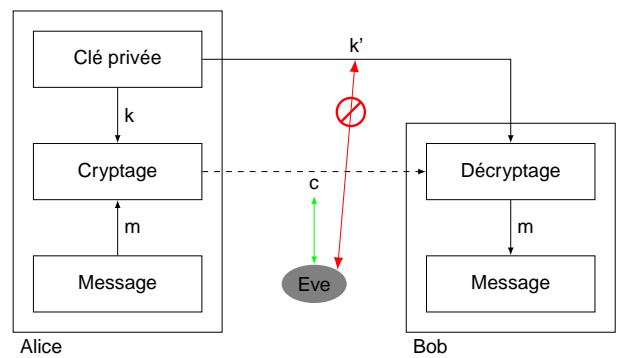 Clé privée
k'
k
Cryptage
Décryptage
c
m
m
Message
Eve
Message
Alice
Bob